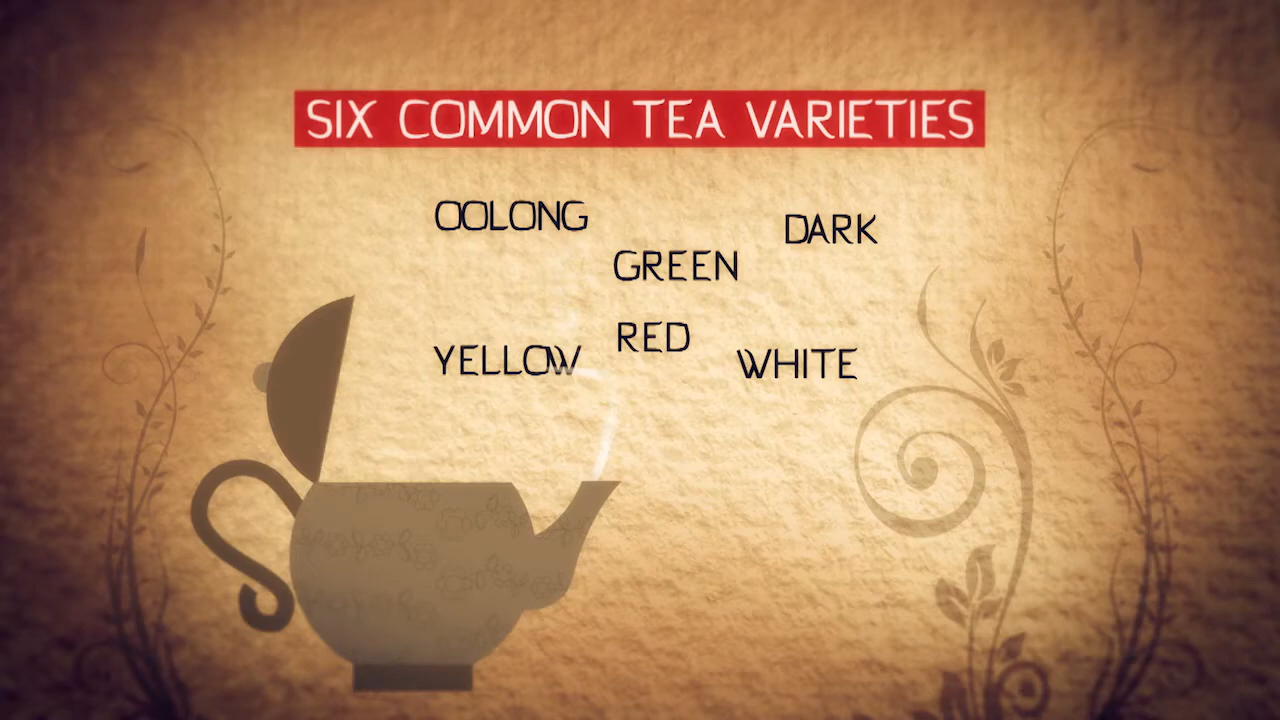 SIX COMMON TEA VARIETIES
OOLONG
DARK
GREEN
RED
YELLOW
WHITE